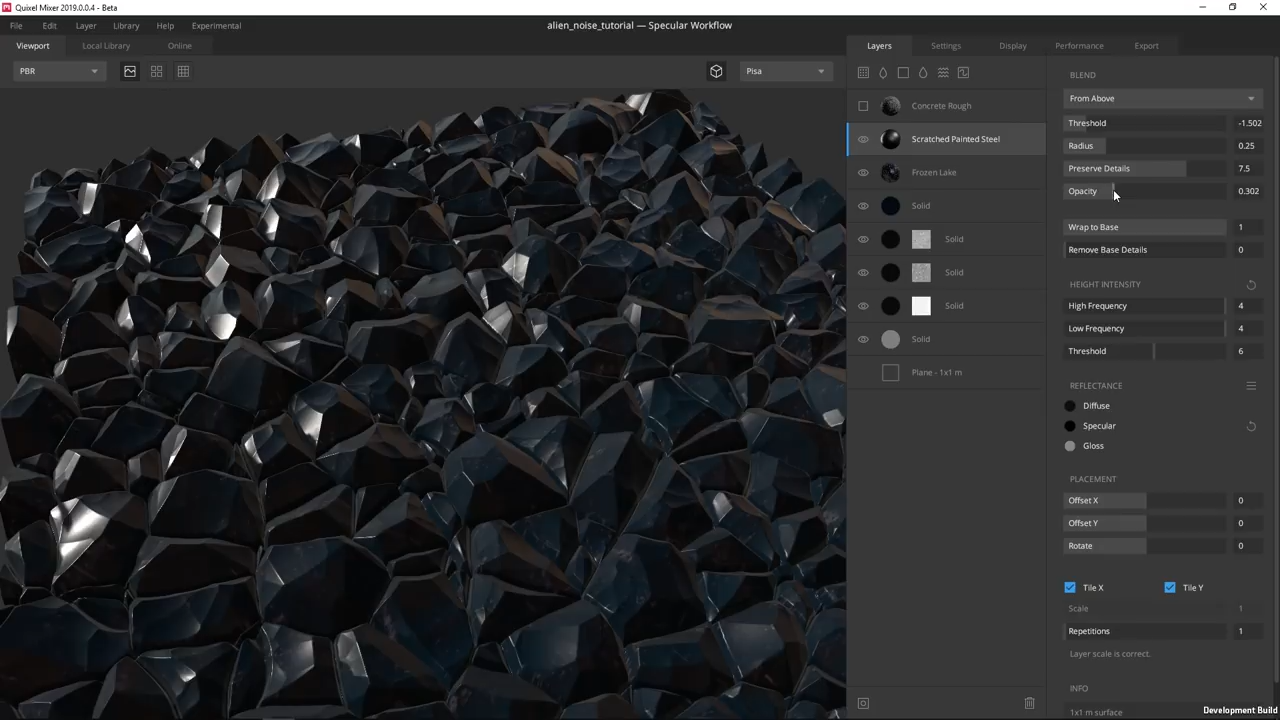 Quixel Mixer 2019.0.0.4 - Beta
File Edit Layer Library Help Experimental
alien_noise_tutorial — Specular Workflow
Viewport Local Library Online
Layers Settings Display Performance Export
PBR
Pisa
Concrete Rough
Scratched Painted Steel
Frozen Lake
Solid
Solid
Solid
Solid
Solid
Plane - 1x1 m
BLEND
From Above
Threshold -1.502
Radius 0.25
Preserve Details 7.5
Opacity 0.302
Wrap to Base 1
Remove Base Details 0
HEIGHT INTENSITY
High Frequency 4
Low Frequency 4
Threshold 6
REFLECTANCE
Diffuse
Specular
Gloss
PLACEMENT
Offset X 0
Offset Y 0
Rotate 0
Tile X Tile Y
Scale 1
Repetitions 1
Layer scale is correct.
INFO
1x1 m surface
Development Build